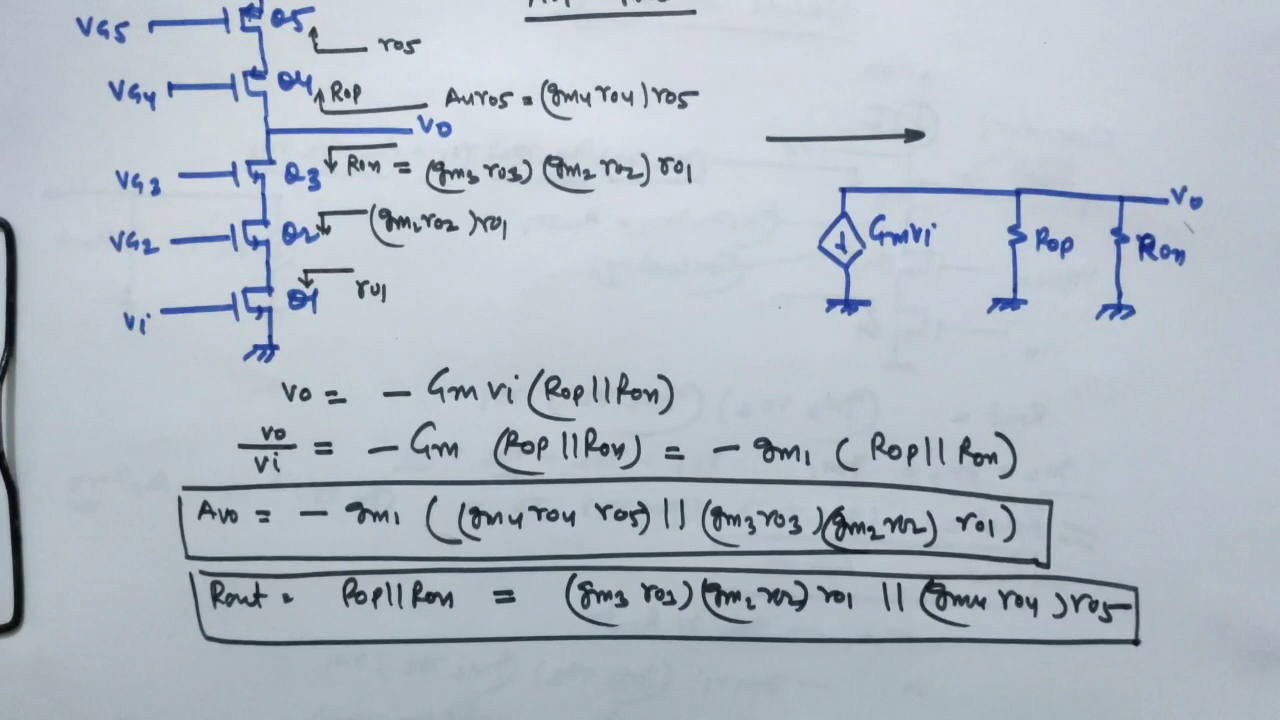 VG5 Q5 ro5
VG4 Q4 Rop A4ro5 = (gm4 ro4) ro5
Vo
VG3 Q3 Ron = (gm3 ro3) (gm2 ro2) ro1
VG2 Q2 (gm2 ro2) ro1
Vi Q1 ro1
Gmvi Rop Ron Vo
vo = - Gm vi (Rop||Ron)
vo/vi = - Gm (Rop||Ron) = - gm1 (Rop||Ron)
Avo = - gm1 ((gm4 ro4 ro5) || (gm3 ro3)(gm2 ro2) ro1)
Rout = Rop||Ron = (gm3 ro3)(gm2 ro2) ro1 || (gm4 ro4) ro5